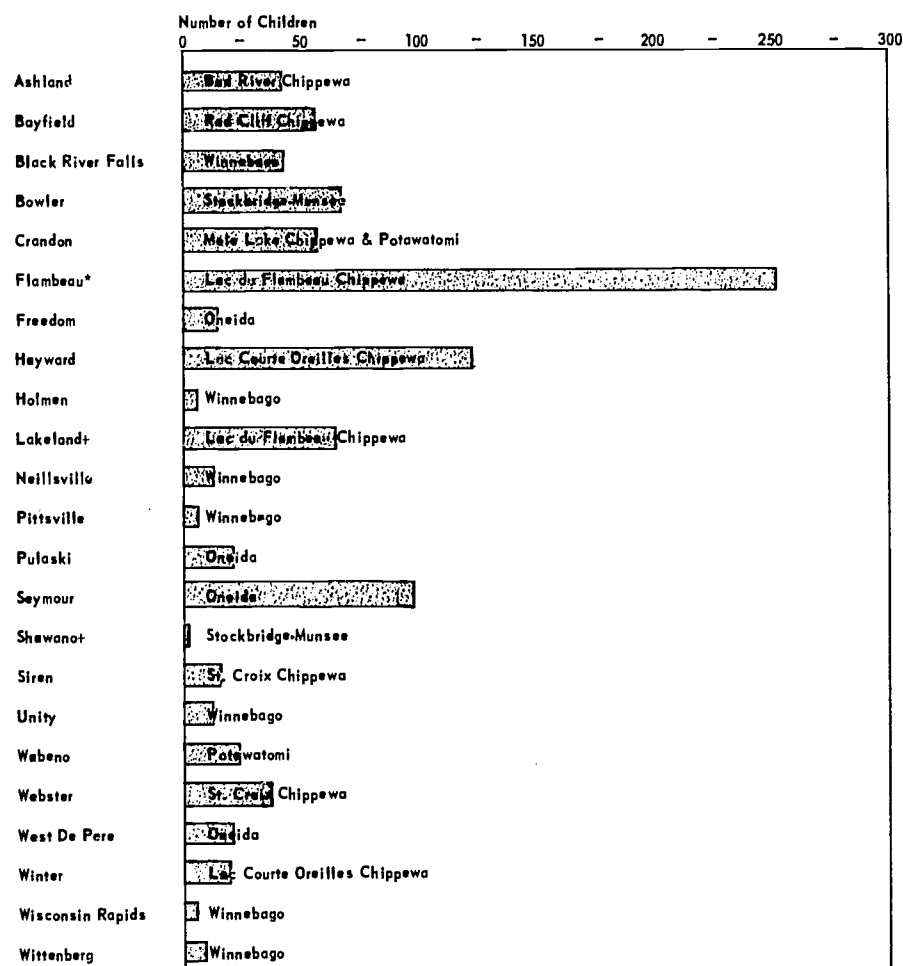 Number of Children
0 – 50 – 100 – 150 – 200 – 250 – 300
Ashland Bad River Chippewa
Bayfield Red Cliff Chippewa
Black River Falls Winnebago
Bowler Stockbridge-Munsee
Crandon Mole Lake Chippewa & Potawatomi
Flambeau* Lac du Flambeau Chippewa
Freedom Oneida
Hayward Lac Courte Oreilles Chippewa
Holmen Winnebago
Lakeland+ Lac du Flambeau Chippewa
Neillsville Winnebago
Pittsville Winnebago
Pulaski Oneida
Seymour Oneida
Shawano+ Stockbridge-Munsee
Siren St. Croix Chippewa
Unity Winnebago
Wabeno Potawatomi
Webster St. Croix Chippewa
West De Pere Oneida
Winter Lac Courte Oreilles Chippewa
Wisconsin Rapids Winnebago
Wittenberg Winnebago